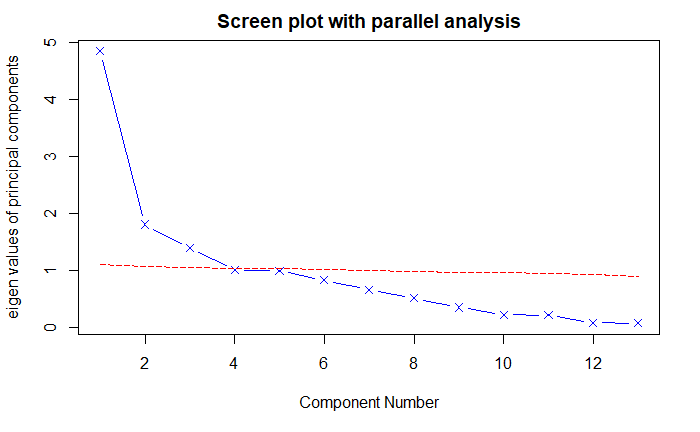 Screen plot with parallel analysis
eigen values of principal components
5
4
3
2
1
0
2 4 6 8 10 12
Component Number